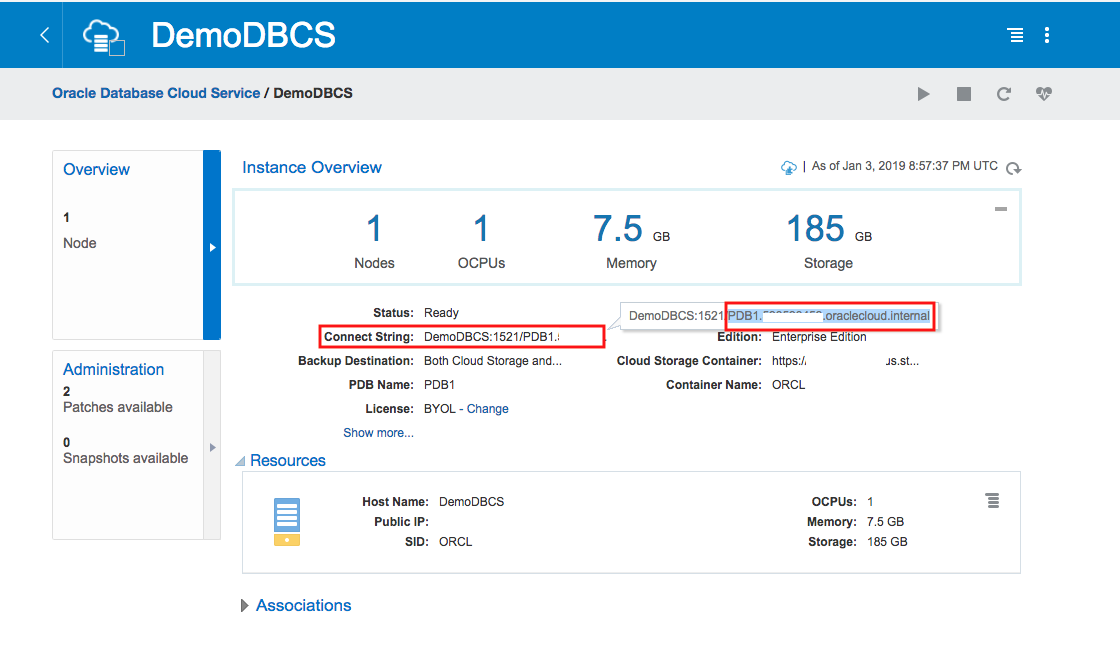 DemoDBCS
Oracle Database Cloud Service / DemoDBCS
Overview
1
Node
Administration
2
Patches available
0
Snapshots available
Instance Overview
| As of Jan 3, 2019 8:57:37 PM UTC
1 1 7.5 GB 185 GB
Nodes OCPUs Memory Storage
Status: Ready
DemoDBCS:1521/PDB1. .oraclecloud.internal
Connect String: DemoDBCS:1521/PDB1.
Edition: Enterprise Edition
Backup Destination: Both Cloud Storage and...
Cloud Storage Container: https:/ us.st...
PDB Name: PDB1
Container Name: ORCL
License: BYOL - Change
Show more...
Resources
Host Name: DemoDBCS
Public IP:
SID: ORCL
OCPUs: 1
Memory: 7.5 GB
Storage: 185 GB
Associations